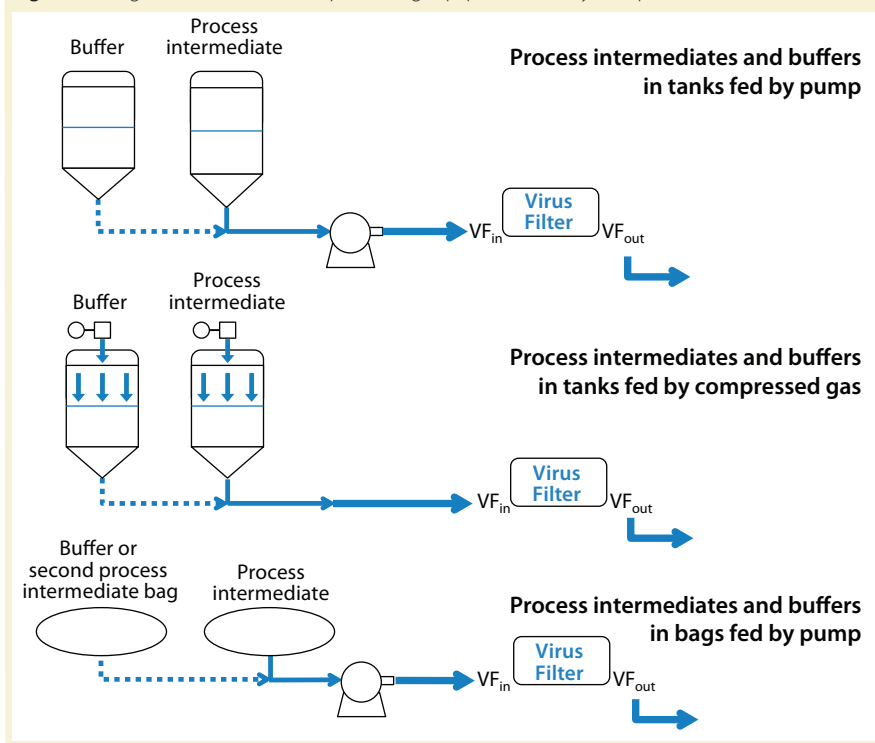 Buffer
Process
intermediate
Process intermediates and buffers
in tanks fed by pump
VFin
Virus
Filter
VFout
Buffer
Process
intermediate
Process intermediates and buffers
in tanks fed by compressed gas
VFin
Virus
Filter
VFout
Buffer or
second process
intermediate bag
Process
intermediate
Process intermediates and buffers
in bags fed by pump
VFin
Virus
Filter
VFout